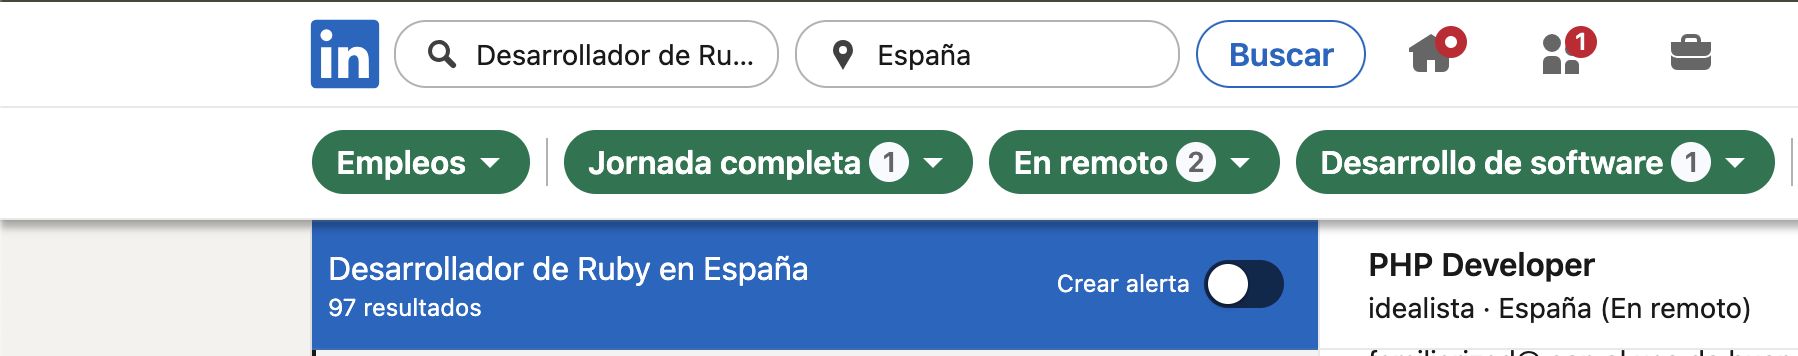 in
Desarrollador de Ru...
España
Buscar
1
Empleos
Jornada completa 1
En remoto 2
Desarrollo de software 1
Desarrollador de Ruby en España
97 resultados
Crear alerta
PHP Developer
idealista · España (En remoto)